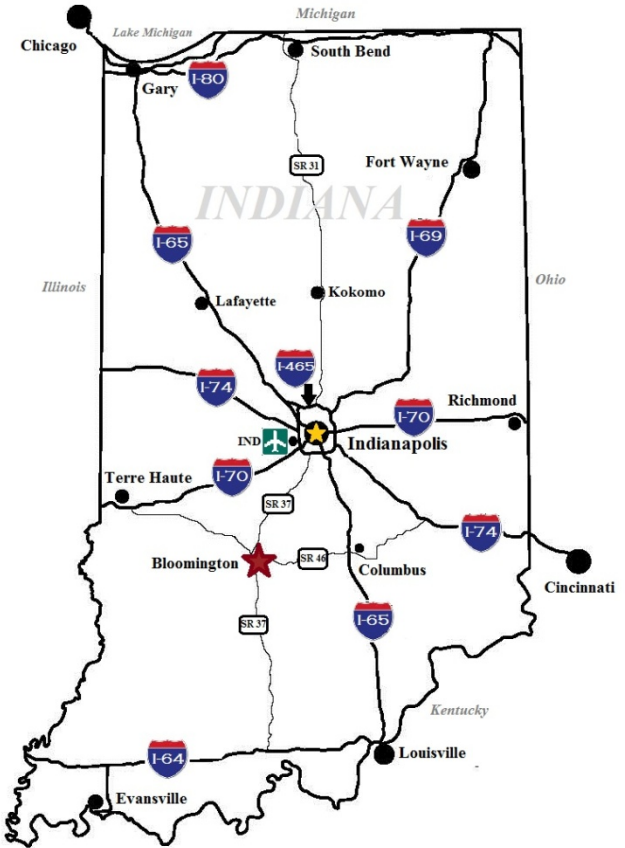 Michigan
Chicago
Lake Michigan
South Bend
Gary
I-80
SR 31
Fort Wayne
INDIANA
I-65
I-69
Illinois
Ohio
Lafayette
Kokomo
I-465
I-74
I-70
Richmond
IND
Indianapolis
Terre Haute
I-70
SR 37
I-74
Bloomington
SR 46
Columbus
Cincinnati
SR 37
I-65
Kentucky
I-64
Louisville
Evansville